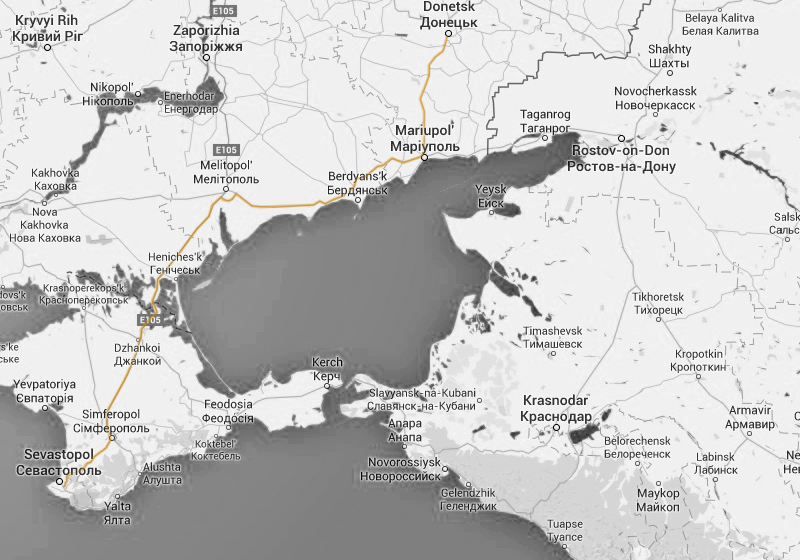 Donetsk
Донецьк
E105
Kryvyi Rih
Кривий Ріг
Zaporizhia
Запоріжжя
Belaya Kalitva
Белая Калитва
Shakhty
Шахты
Nikopol'
Нікополь
Enerhodar
Енергодар
Novocherkassk
Новочеркасск
Taganrog
Таганрог
Mariupol'
Маріуполь
E105
Rostov-on-Don
Ростов-на-Дону
Melitopol'
Мелітополь
Kakhovka
Каховка
Berdyans'k
Бердянськ
Yeysk
Ейск
Nova
Kakhovka
Нова Каховка
Salsk
Сальс
Heniches'k
Генічеськ
Krasnoperekops'k
Красноперекопськ
dovs'k
овськ
E105
Tikhoretsk
Тихорецк
s'ke
ське
Dzhankoi
Джанкой
Timashevsk
Тимашевск
Kerch
Керч
Kropotkin
Кропоткин
Yevpatoriya
Євпаторія
Slavyansk-na-Kubani
Славянск-на-Кубани
Feodosia
Феодосія
Krasnodar
Краснодар
Simferopol
Сімферополь
Armavir
Армавир
Anapa
Анапа
Koktebel'
Коктебель
Belorechensk
Белореченск
Sevastopol
Севастополь
Alushta
Алушта
Novorossiysk
Новороссийск
Labinsk
Лабинск
Ne
Не
Gelendzhik
Геленджик
Maykop
Майкоп
Yalta
Ялта
Tuapse
Туапсе